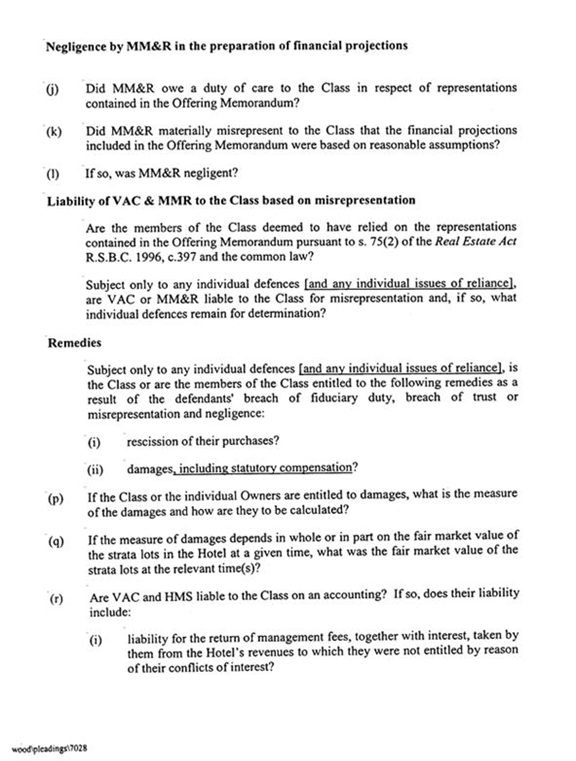 Negligence by MM&R in the preparation of financial projections
(j) Did MM&R owe a duty of care to the Class in respect of representations
contained in the Offering Memorandum?
(k) Did MM&R materially misrepresent to the Class that the financial projections
included in the Offering Memorandum were based on reasonable assumptions?
(l) If so, was MM&R negligent?
Liability of VAC & MMR to the Class based on misrepresentation
Are the members of the Class deemed to have relied on the representations
contained in the Offering Memorandum pursuant to s. 75(2) of the Real Estate Act
R.S.B.C. 1996, c.397 and the common law?
Subject only to any individual defences [and any individual issues of reliance],
are VAC or MM&R liable to the Class for misrepresentation and, if so, what
individual defences remain for determination?
Remedies
Subject only to any individual defences [and any individual issues of reliance], is
the Class or are the members of the Class entitled to the following remedies as a
result of the defendants' breach of fiduciary duty, breach of trust or
misrepresentation and negligence:
(i) rescission of their purchases?
(ii) damages, including statutory compensation?
(p) If the Class or the individual Owners are entitled to damages, what is the measure
of the damages and how are they to be calculated?
(q) If the measure of damages depends in whole or in part on the fair market value of
the strata lots in the Hotel at a given time, what was the fair market value of the
strata lots at the relevant time(s)?
(r) Are VAC and HMS liable to the Class on an accounting? If so, does their liability
include:
(i) liability for the return of management fees, together with interest, taken by
them from the Hotel's revenues to which they were not entitled by reason
of their conflicts of interest?
wood\pleadings\7028